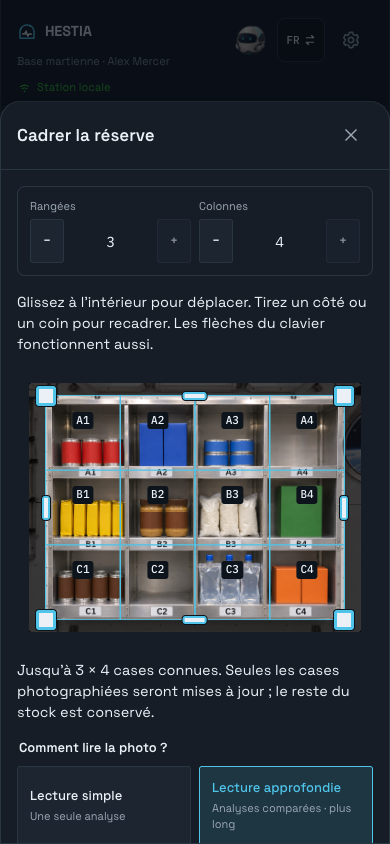 HESTIA
FR
Base martienne · Alex Mercer
Station locale
Cadrer la réserve
Rangées
Colonnes
- 3 +
- 4 +
Glissez à l'intérieur pour déplacer. Tirez un côté ou
un coin pour recadrer. Les flèches du clavier
fonctionnent aussi.
A1 A2 A3 A4
A1 A2 A3 A4
B1 B2 B3 B4
B1 B2 B3 B4
C1 C2 C3 C4
C1 C2 C3 C4
Jusqu'à 3 × 4 cases connues. Seules les cases
photographiées seront mises à jour ; le reste du
stock est conservé.
Comment lire la photo ?
Lecture simple
Une seule analyse
Lecture approfondie
Analyses comparées · plus
long